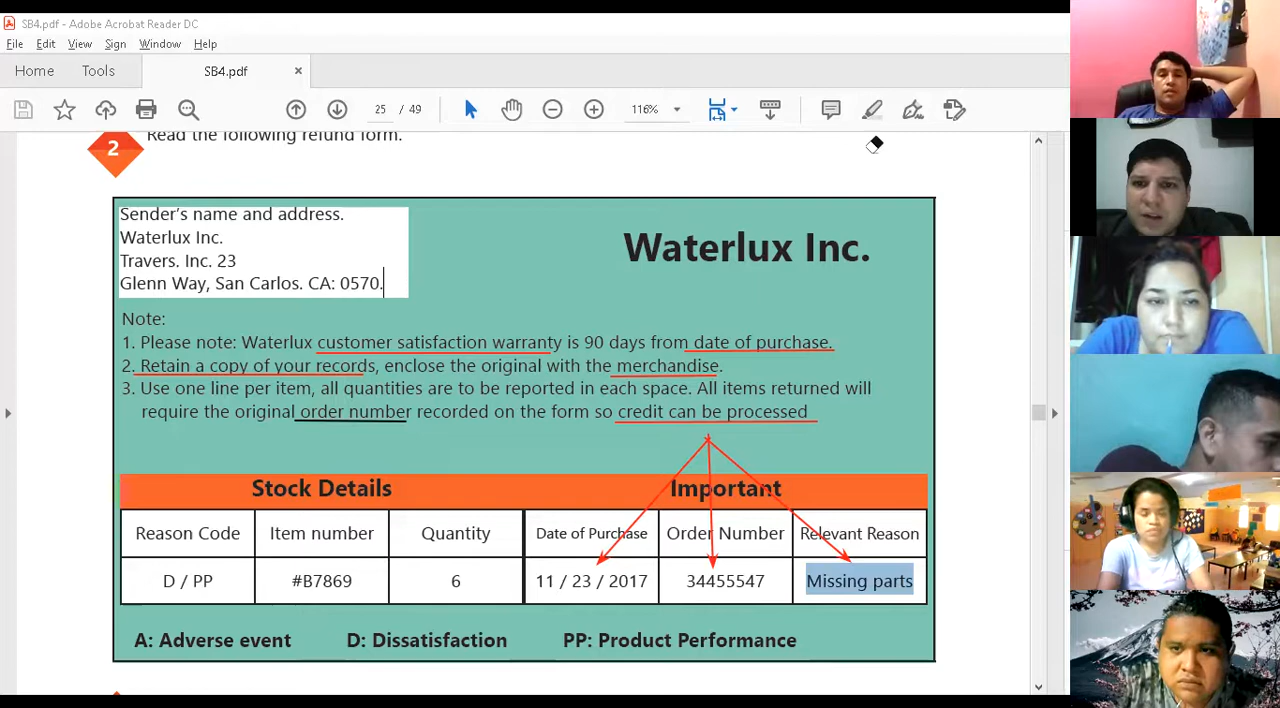 SB4.pdf - Adobe Acrobat Reader DC
File Edit View Sign Window Help
Home Tools SB4.pdf ×
25 / 49 116%
2 Read the following refund form.
Sender's name and address.
Waterlux Inc.
Travers. Inc. 23
Glenn Way, San Carlos. CA: 0570.
Waterlux Inc.
Note:
1. Please note: Waterlux customer satisfaction warranty is 90 days from date of purchase.
2. Retain a copy of your records, enclose the original with the merchandise.
3. Use one line per item, all quantities are to be reported in each space. All items returned will
require the original order number recorded on the form so credit can be processed
Stock Details Important
Reason Code Item number Quantity Date of Purchase Order Number Relevant Reason
D / PP #B7869 6 11 / 23 / 2017 34455547 Missing parts
A: Adverse event D: Dissatisfaction PP: Product Performance